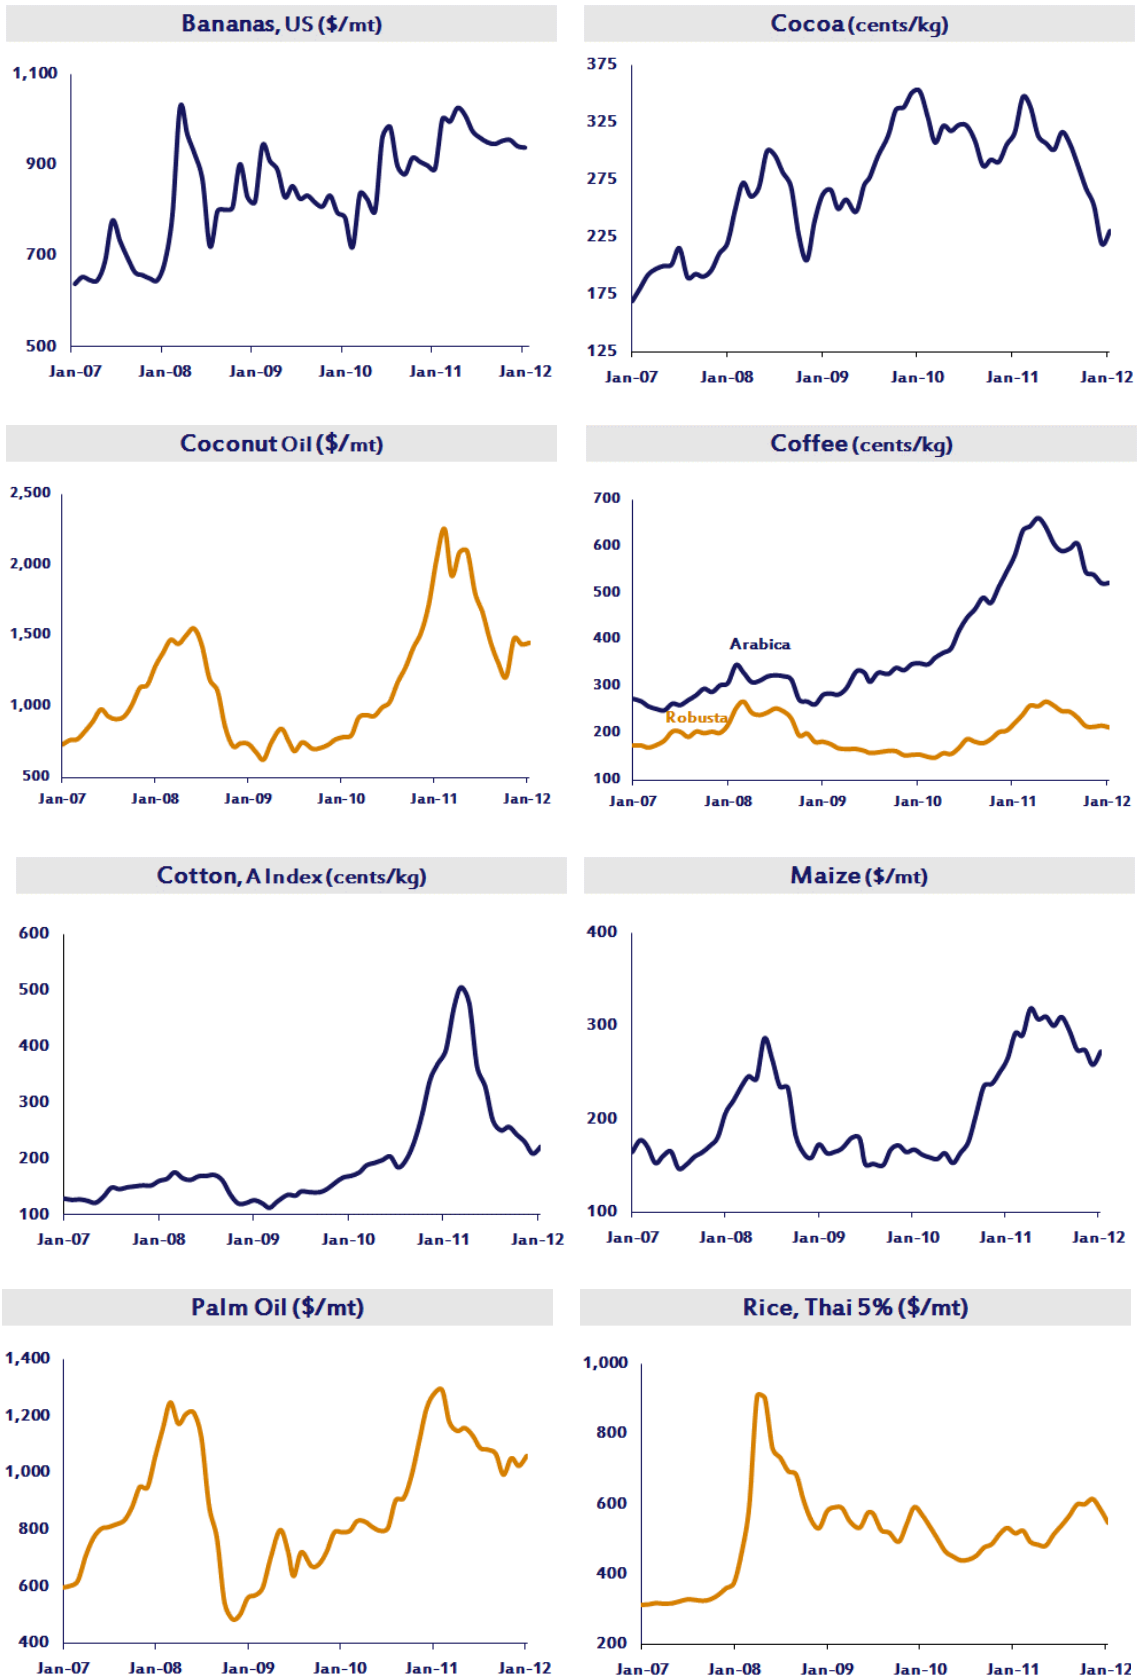 Bananas, US ($/mt)
1,100
900
700
500
Jan-07 Jan-08 Jan-09 Jan-10 Jan-11 Jan-12
Cocoa (cents/kg)
375
325
275
225
175
125
Jan-07 Jan-08 Jan-09 Jan-10 Jan-11 Jan-12
Coconut Oil ($/mt)
2,500
2,000
1,500
1,000
500
Jan-07 Jan-08 Jan-09 Jan-10 Jan-11 Jan-12
Coffee (cents/kg)
700
600
500
400
Arabica
300
Robusta
200
100
Jan-07 Jan-08 Jan-09 Jan-10 Jan-11 Jan-12
Cotton, A Index (cents/kg)
600
500
400
300
200
100
Jan-07 Jan-08 Jan-09 Jan-10 Jan-11 Jan-12
Maize ($/mt)
400
300
200
100
Jan-07 Jan-08 Jan-09 Jan-10 Jan-11 Jan-12
Palm Oil ($/mt)
1,400
1,200
1,000
800
600
400
Jan-07 Jan-08 Jan-09 Jan-10 Jan-11 Jan-12
Rice, Thai 5% ($/mt)
1,000
800
600
400
200
Jan-07 Jan-08 Jan-09 Jan-10 Jan-11 Jan-12